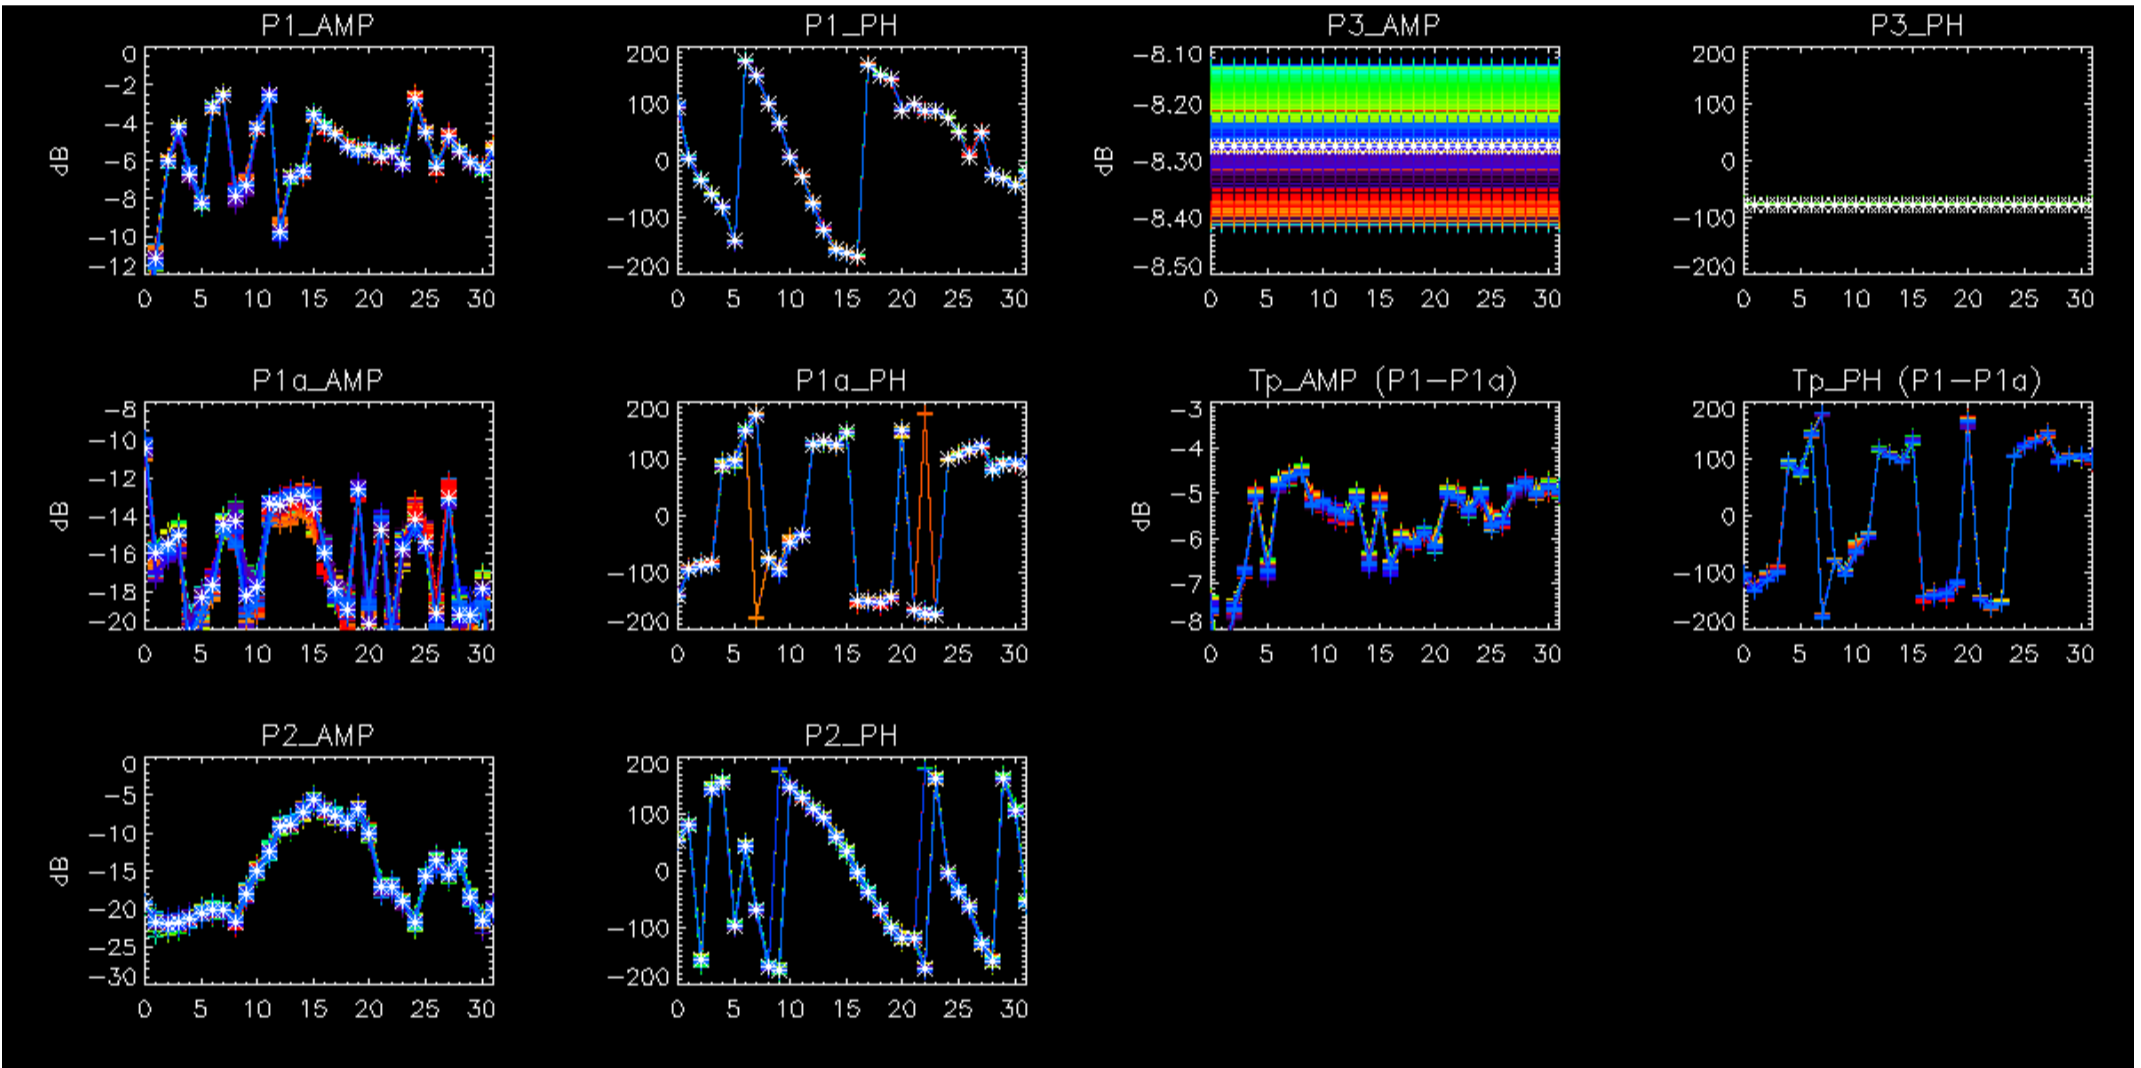 P1_AMP P1_PH P3_AMP P3_PH
0 200 -8.10 200
-2
-4 100 -8.20 100
dB -6 0 dB -8.30 0
-8 -100 -8.40 -100
-10
-12 -200 -8.50 -200
0 5 10 15 20 25 30 0 5 10 15 20 25 30 0 5 10 15 20 25 30 0 5 10 15 20 25 30
P1a_AMP P1a_PH Tp_AMP (P1-P1a) Tp_PH (P1-P1a)
-8 200 -3 200
-10
-12 100 -4 100
dB -14 0 dB -5 0
-16 -6
-18 -100 -7 -100
-20 -200 -8 -200
0 5 10 15 20 25 30 0 5 10 15 20 25 30 0 5 10 15 20 25 30 0 5 10 15 20 25 30
P2_AMP P2_PH
0 200
-5
-10 100
dB -15 0
-20 -100
-25
-30 -200
0 5 10 15 20 25 30 0 5 10 15 20 25 30